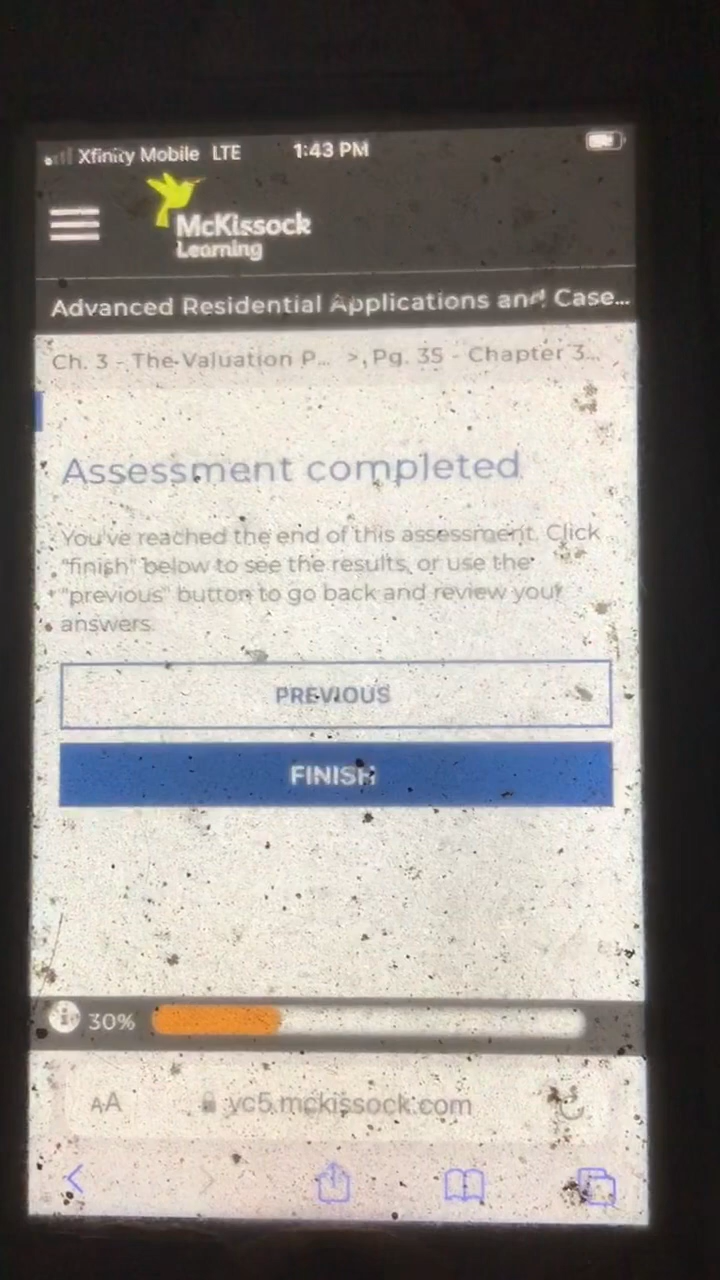 Xfinity Mobile LTE 1:43 PM
McKissock
Learning
Advanced Residential Applications and Case...
Ch. 3 - The Valuation P... > Pg. 35 - Chapter 3...
Assessment completed
You've reached the end of this assessment. Click
"finish" below to see the results, or use the
"previous" button to go back and review your
answers.
PREVIOUS
FINISH
30%
AA vc5.mckissock.com